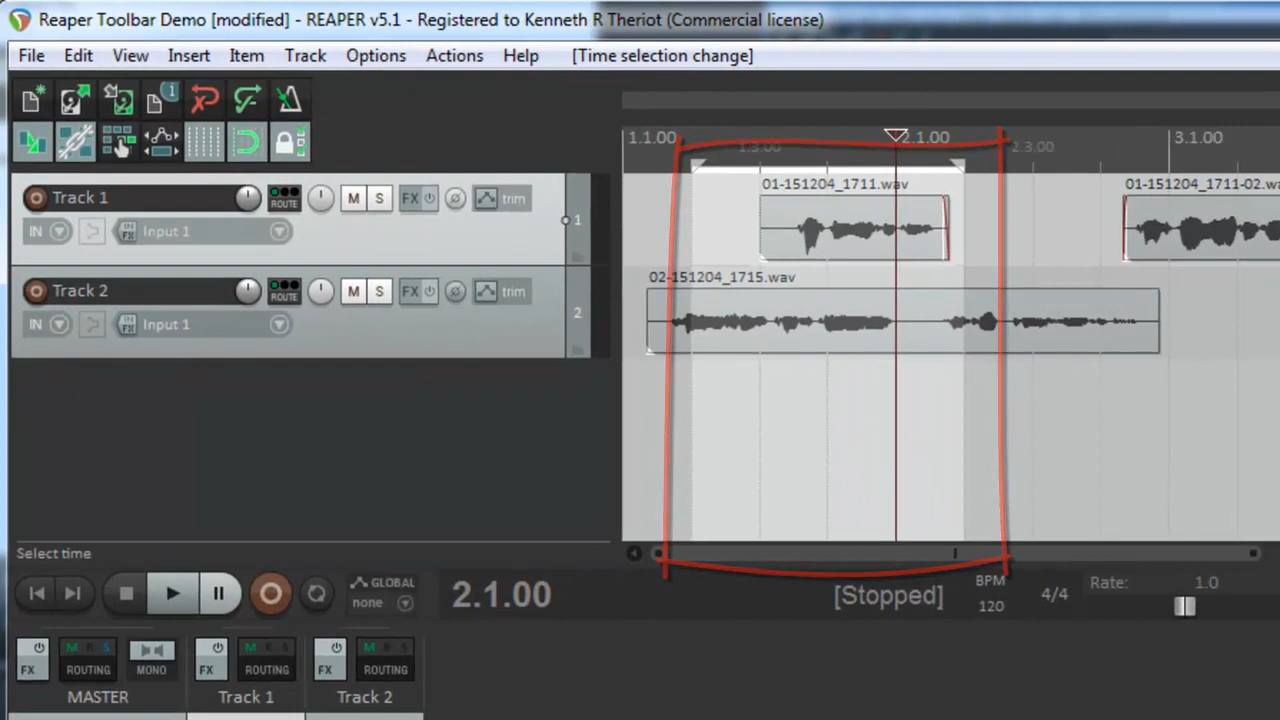 Reaper Toolbar Demo [modified] - REAPER v5.1 - Registered to Kenneth R Theriot (Commercial license)
File Edit View Insert Item Track Options Actions Help [Time selection change]
1.1.00 2.1.00 3.1.00
1.3.00 2.3.00
01-151204_1711.wav 01-151204_1711-02.wa
Track 1 ROUTE M S FX trim 1
IN IN FX Input 1
02-151204_1715.wav
Track 2 ROUTE M S FX trim 2
IN IN FX Input 1
Select time
GLOBAL
none
2.1.00 [Stopped] BPM
120 4/4 Rate: 1.0
FX M R S ROUTING MONO FX M R S ROUTING FX M R S ROUTING
MASTER Track 1 Track 2